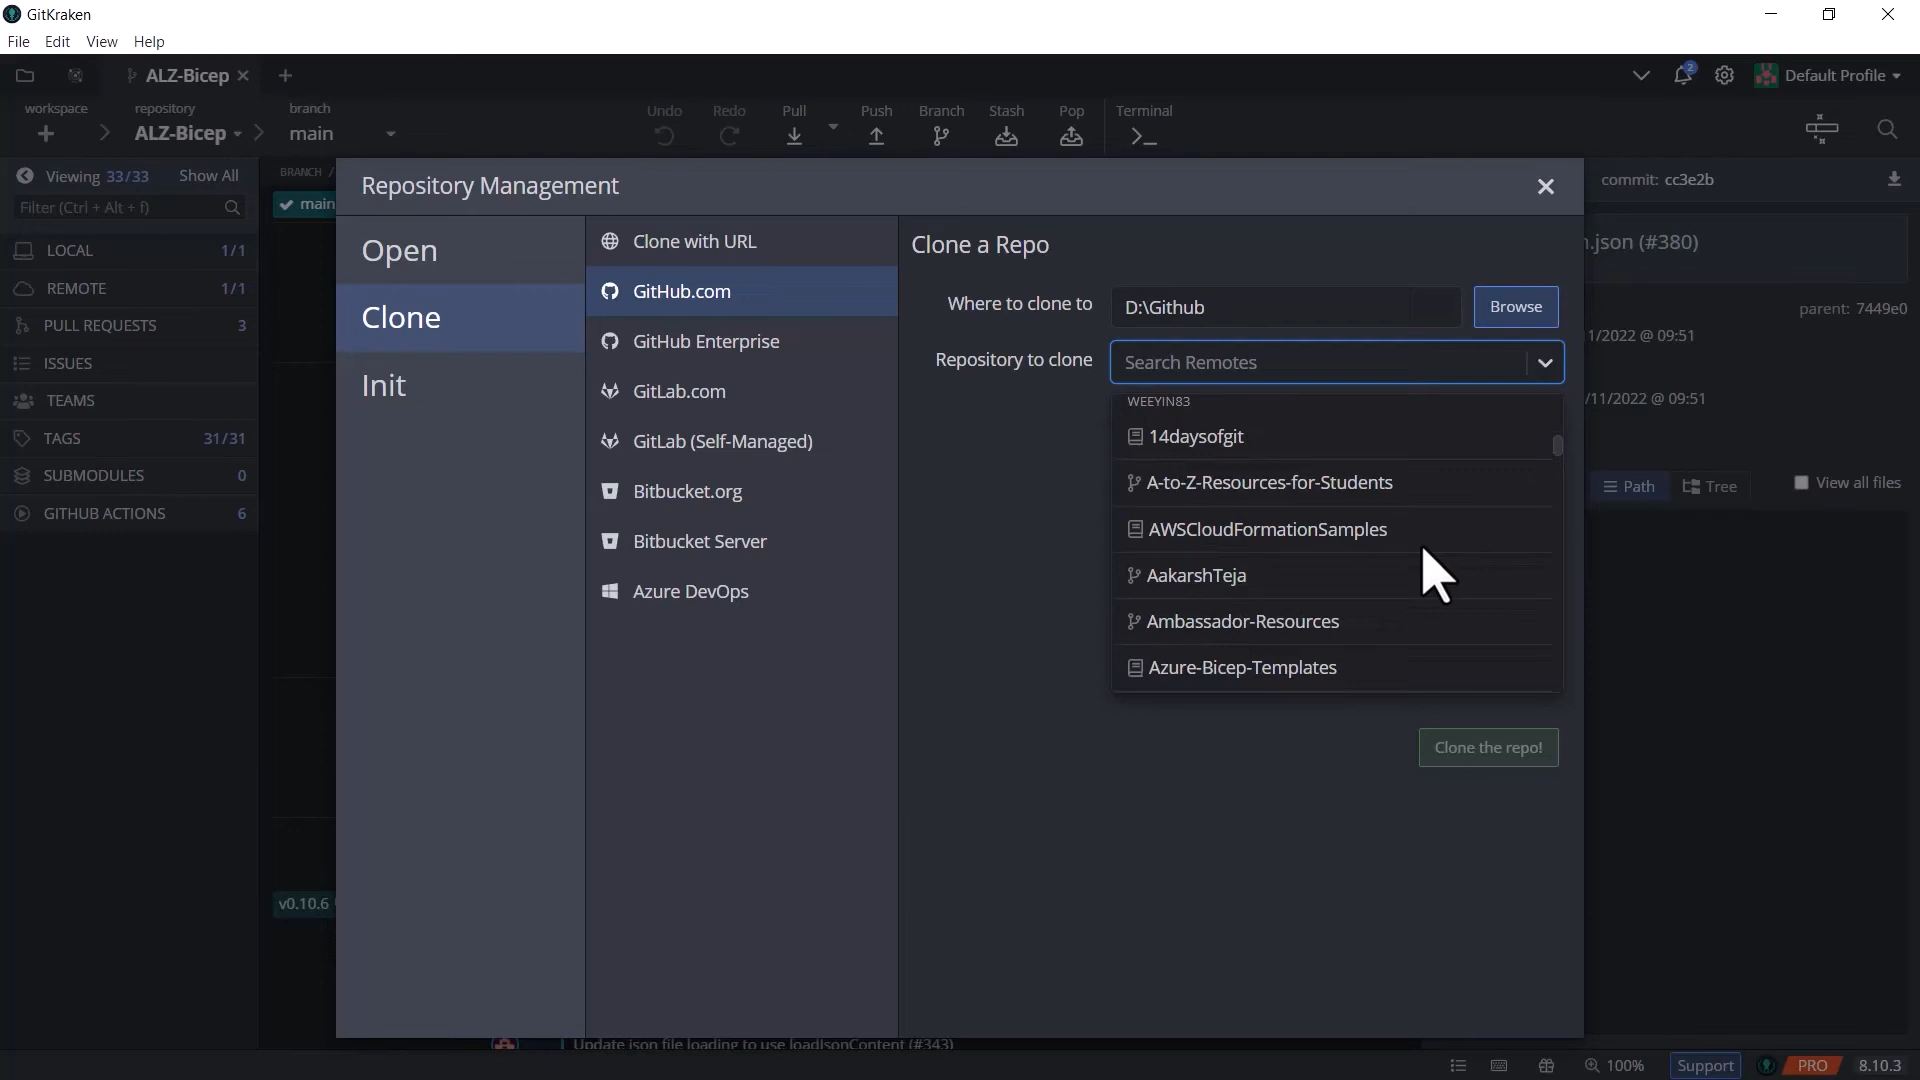 GitKraken
File Edit View Help
ALZ-Bicep
Default Profile
2
workspace
repository
ALZ-Bicep
branch
main
Undo
Redo
Pull
Push
Branch
Stash
Pop
Terminal
Viewing 33/33 Show All
Filter (Ctrl + Alt + f)
LOCAL 1/1
REMOTE 1/1
PULL REQUESTS 3
ISSUES
TEAMS
TAGS 31/31
SUBMODULES 0
GITHUB ACTIONS 6
BRANCH /
main
v0.10.6
Repository Management
Open
Clone
Init
Clone with URL
GitHub.com
GitHub Enterprise
GitLab.com
GitLab (Self-Managed)
Bitbucket.org
Bitbucket Server
Azure DevOps
Clone a Repo
Where to clone to D:\Github Browse
Repository to clone Search Remotes
WEEYIN83
14daysofgit
A-to-Z-Resources-for-Students
AWSCloudFormationSamples
AakarshTeja
Ambassador-Resources
Azure-Bicep-Templates
Clone the repo!
commit: cc3e2b
.json (#380)
parent: 7449e0
1/2022 @ 09:51
/11/2022 @ 09:51
Path
Tree
View all files
Update json file loading to use loadJsonContent (#343)
100%
Support
PRO
8.10.3